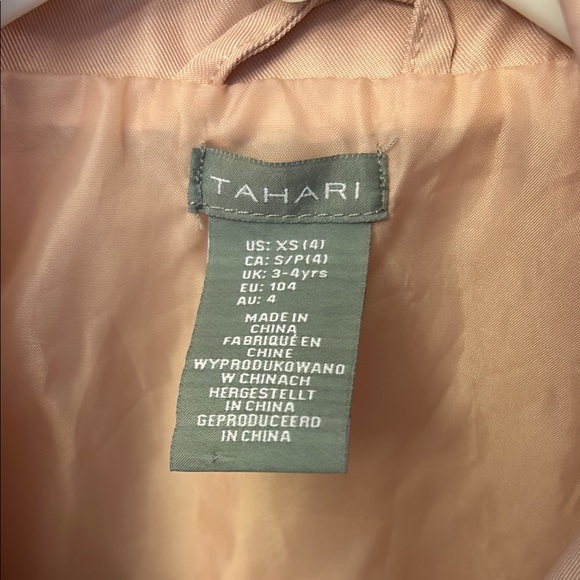 TAHARI
US: XS (4)
CA: S/P(4)
UK: 3-4yrs
EU: 104
AU: 4
MADE IN
CHINA
FABRIQUÉ EN
CHINE
WYPRODUKOWANO
W CHINACH
HERGESTELLT
IN CHINA
GEPRODUCEERD
IN CHINA